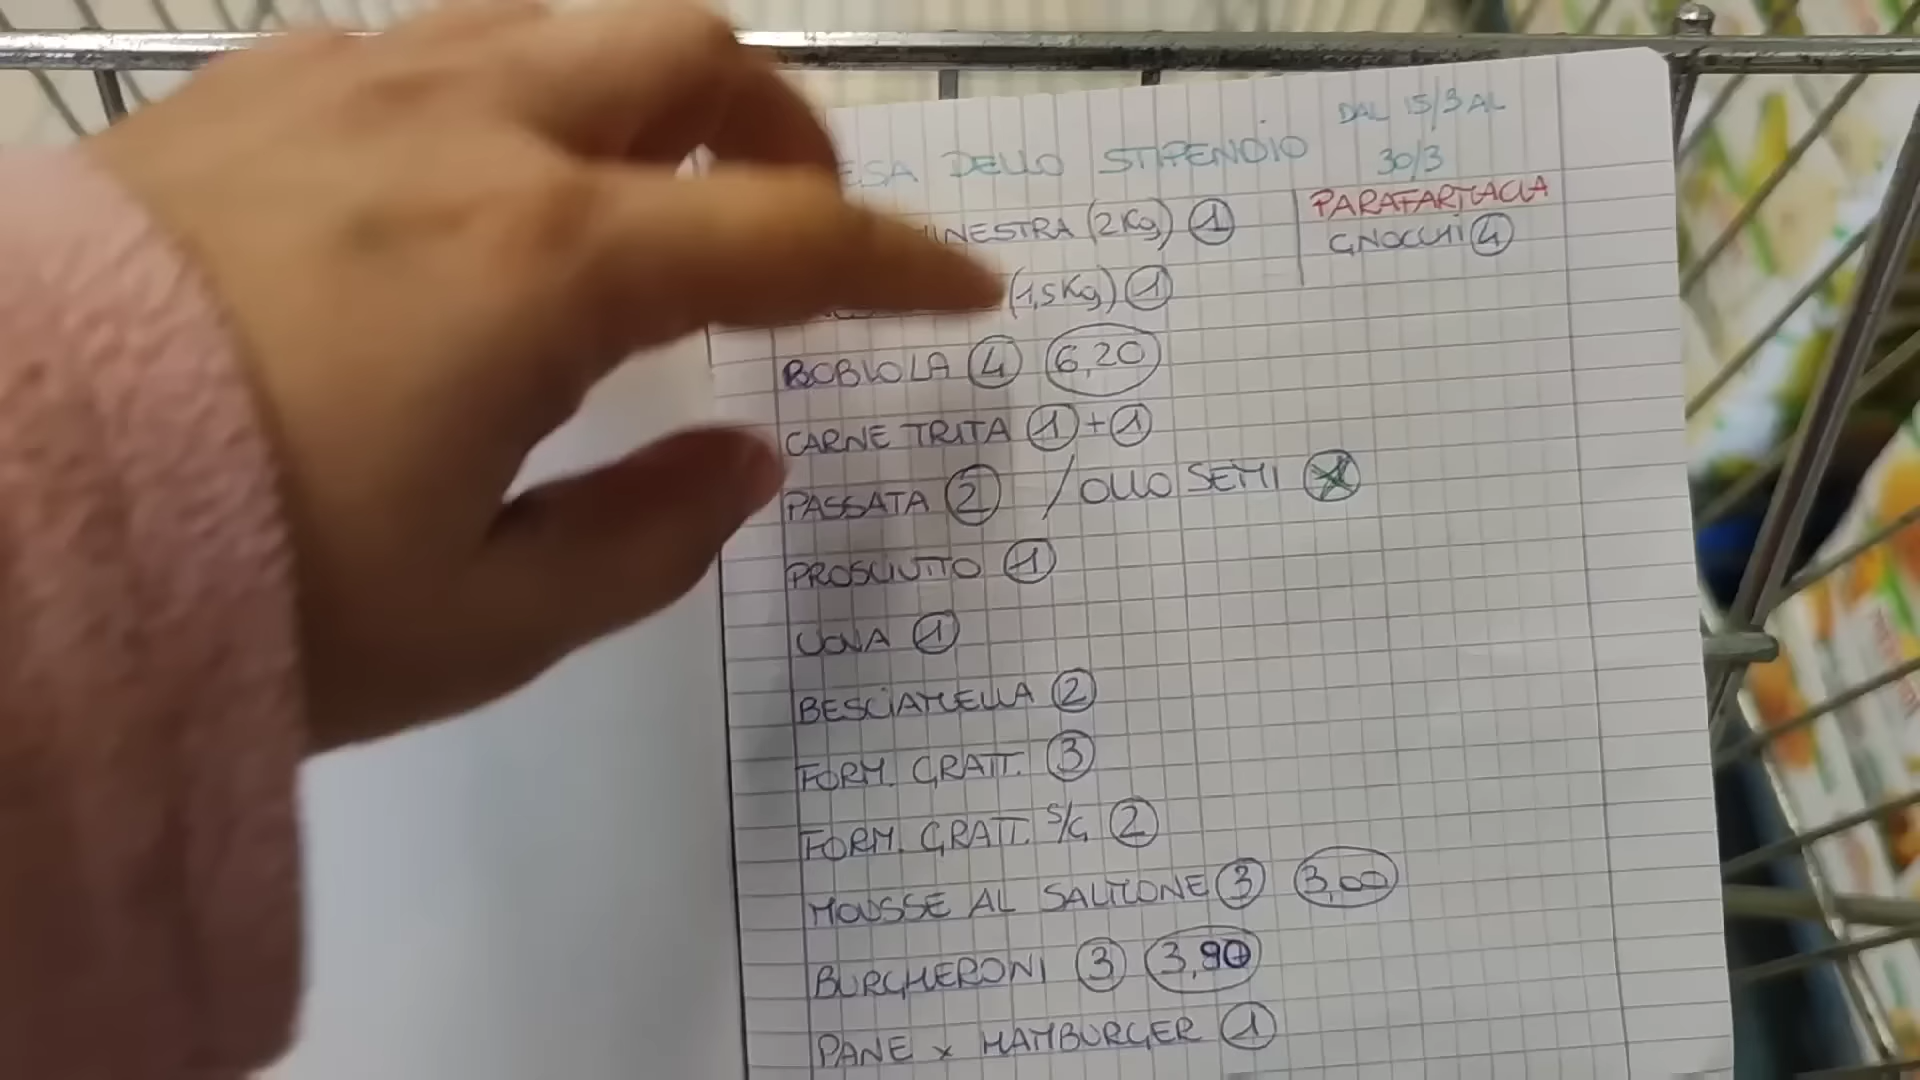 ESA DELLO STIPENDIO DAL 15/3 AL
30/3
INESTRA (2Kg) 1
PARAFARMACIA
GNOCCHI 4
(1,5Kg) 1
ROBIOLA 4 6,20
CARNE TRITA 1 + 1
PASSATA 2 / OLIO SEMI
PROSCIUTTO 1
UOVA 1
BESCIAMELLA 2
FORM. GRATT. 3
FORM. GRATT. S/G 2
MOUSSE AL SALMONE 3 3,00
BURGHERONI 3 3,90
PANE x HAMBURGER 1